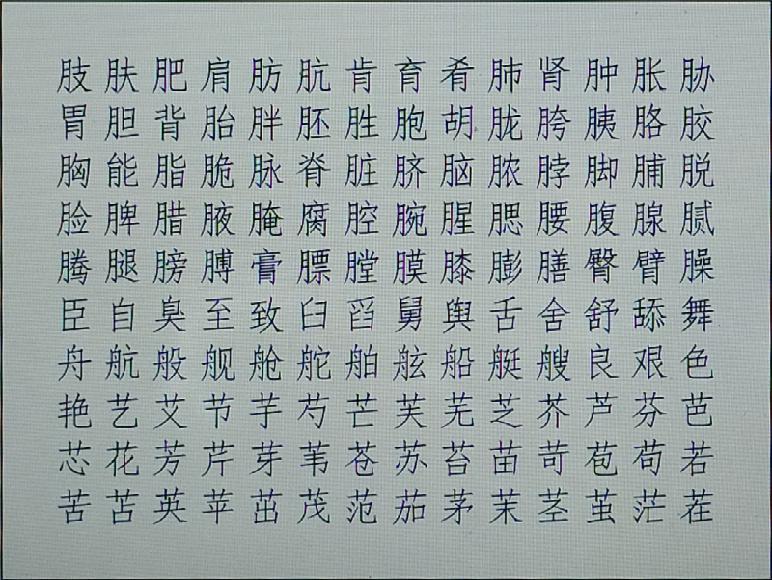 肢肤肥肩肪肮肯育肴肺肾肿胀胁
胃胆背胎胖胚胜胞胡胧胯胰胳胶
胸能脂脆脉脊脏脐脑脓脖脚脯脱
脸脾腊腋腌腐腔腕腥腮腰腹腺腻
腾腿膀膊膏膘膛膜膝膨膳臀臂臊
臣自臭至致臼舀舅舆舌舍舒舔舞
舟航般舰舱舵舶舷船艇艘良艰色
艳艺艾节芋芍芒芙芜芝芥芦芬芭
芯花芳芹芽苇苍苏苔苗苛苞苟若
苦苫英苹茁茂范茄茅茉茎茧茫茬